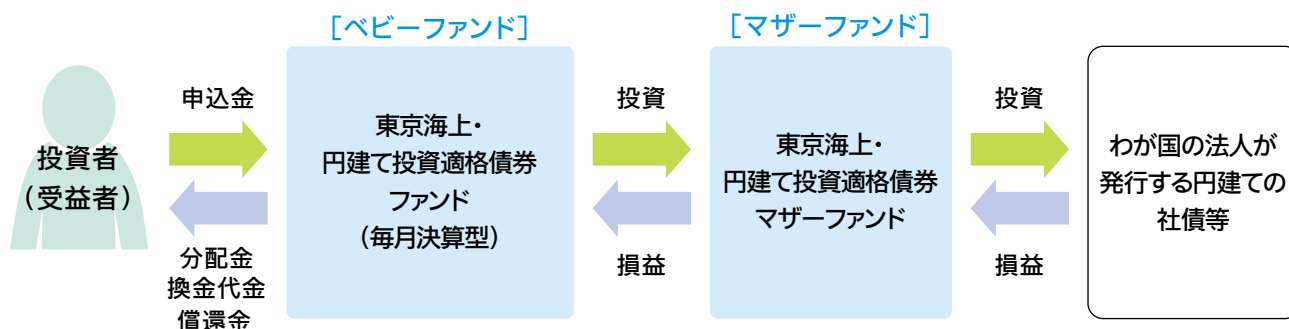 [ベビーファンド]
[マザーファンド]
投資者
(受益者)
申込金
分配金
換金代金
償還金
東京海上・
円建て投資適格債券
ファンド
(毎月決算型)
投資
損益
東京海上・
円建て投資適格債券
マザーファンド
投資
損益
わが国の法人が
発行する円建ての
社債等